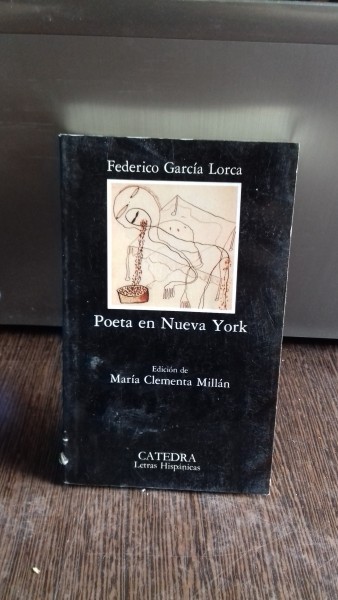 Federico García Lorca
Poeta en Nueva York
Edición de
María Clementa Millán
CATEDRA
Letras Hispánicas